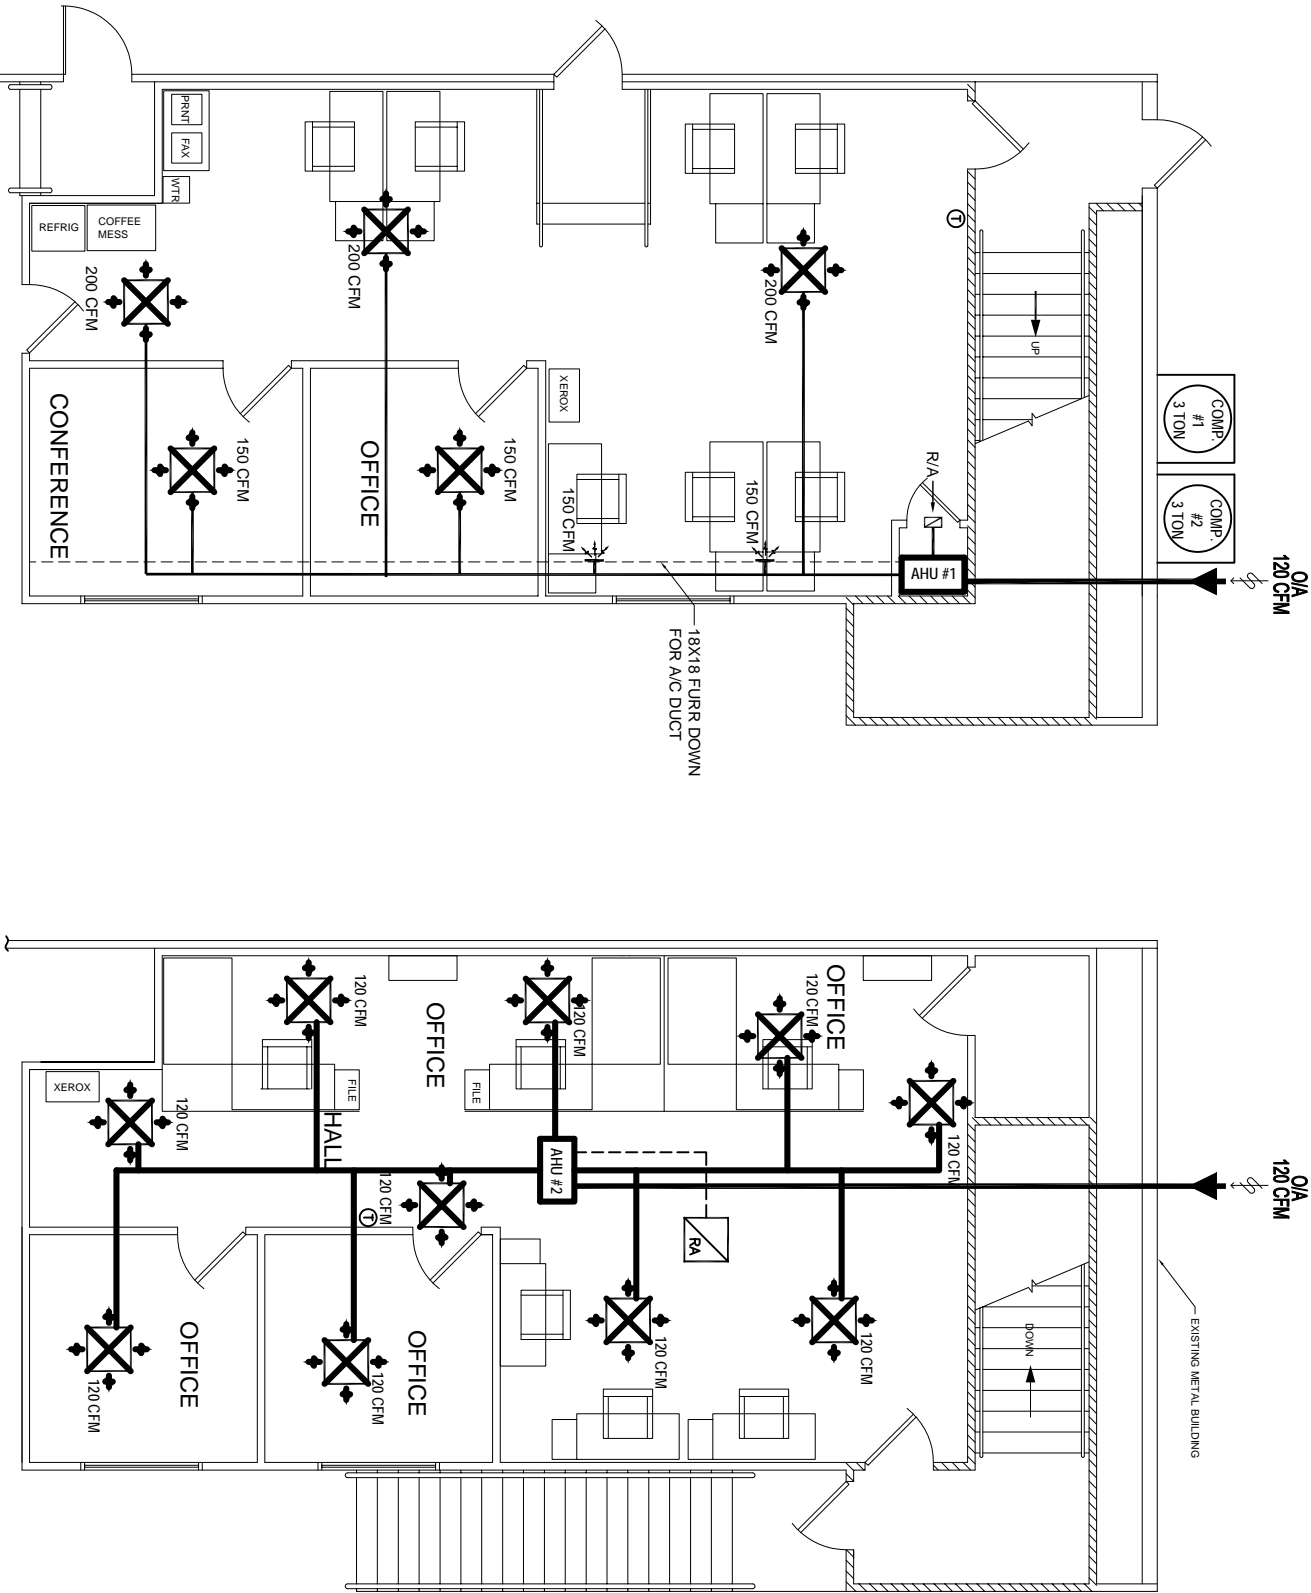 PRNT
FAX
WTR
REFRIG
COFFEE
MESS
200 CFM
200 CFM
200 CFM
T
UP
COMP.
#1
3 TON
COMP.
#2
3 TON
O/A
120 CFM
XEROX
R/A
CONFERENCE
150 CFM
OFFICE
150 CFM
150 CFM
150 CFM
AHU #1
18X18 FURR DOWN
FOR A/C DUCT
120 CFM
OFFICE
120 CFM
OFFICE
120 CFM
XEROX
120 CFM
FILE
HALL
FILE
120 CFM
AHU #2
120 CFM
T
RA
O/A
120 CFM
EXISTING METAL BUILDING
DOWN
OFFICE
120 CFM
OFFICE
120 CFM
120 CFM
120 CFM